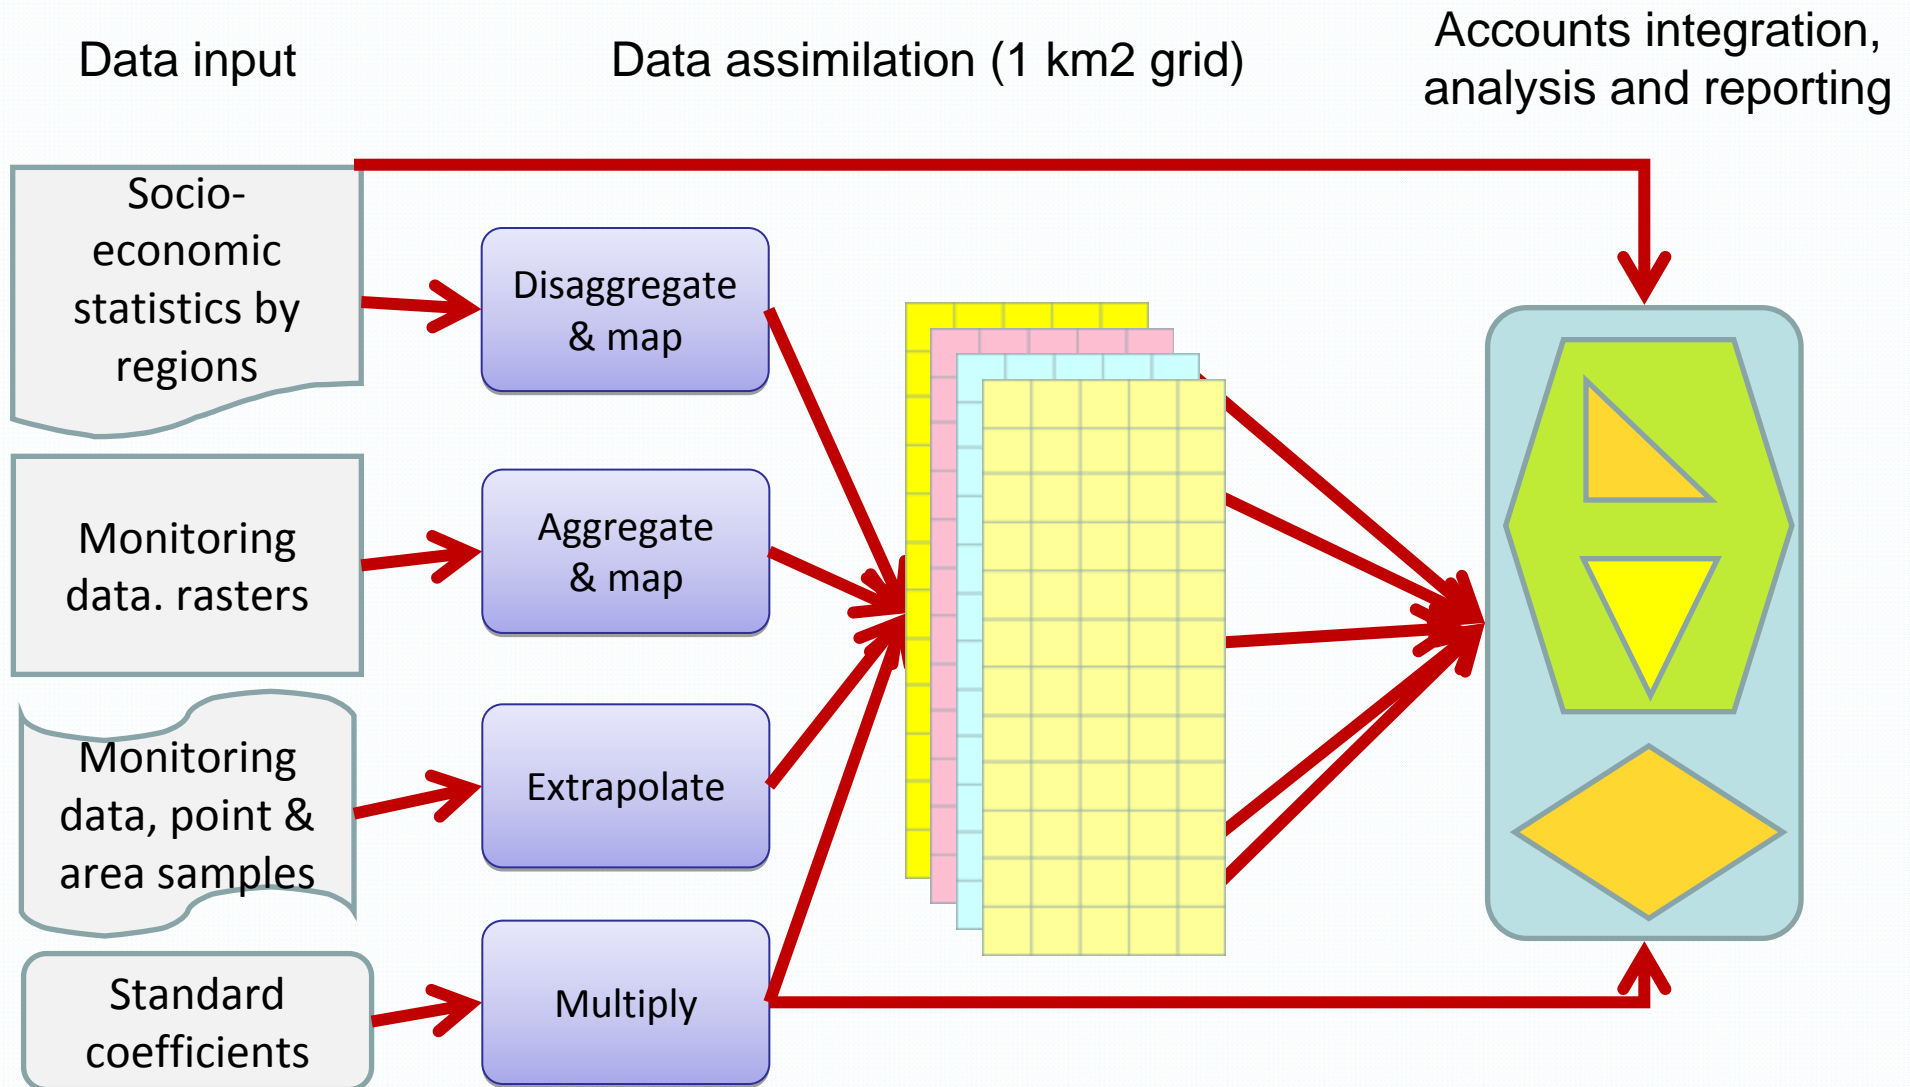 Data input
Data assimilation (1 km2 grid)
Accounts integration,
analysis and reporting
Socio-
economic
statistics by
regions
Disaggregate
& map
Monitoring
data. rasters
Aggregate
& map
Monitoring
data, point &
area samples
Extrapolate
Standard
coefficients
Multiply